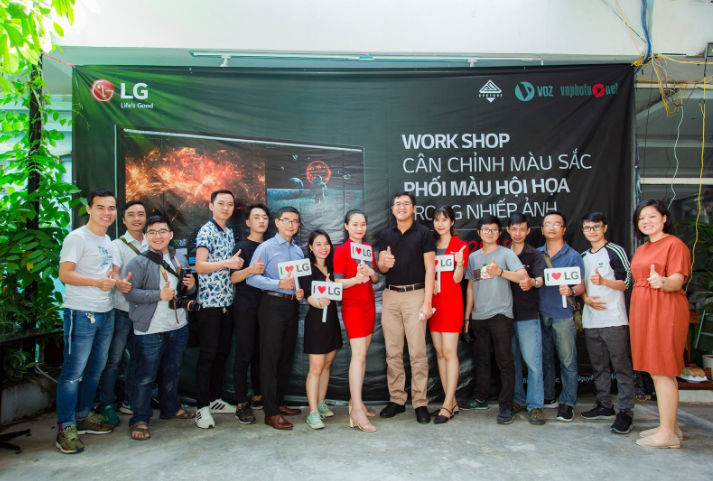 LG
Life's Good
VOZ
vnphoto.net
WORK SHOP
CÂN CHỈNH MÀU SẮC
PHỐI MÀU HỘI HỌA
TRONG NHIẾP ẢNH
I LG
I LG
I LG
I LG
I LG